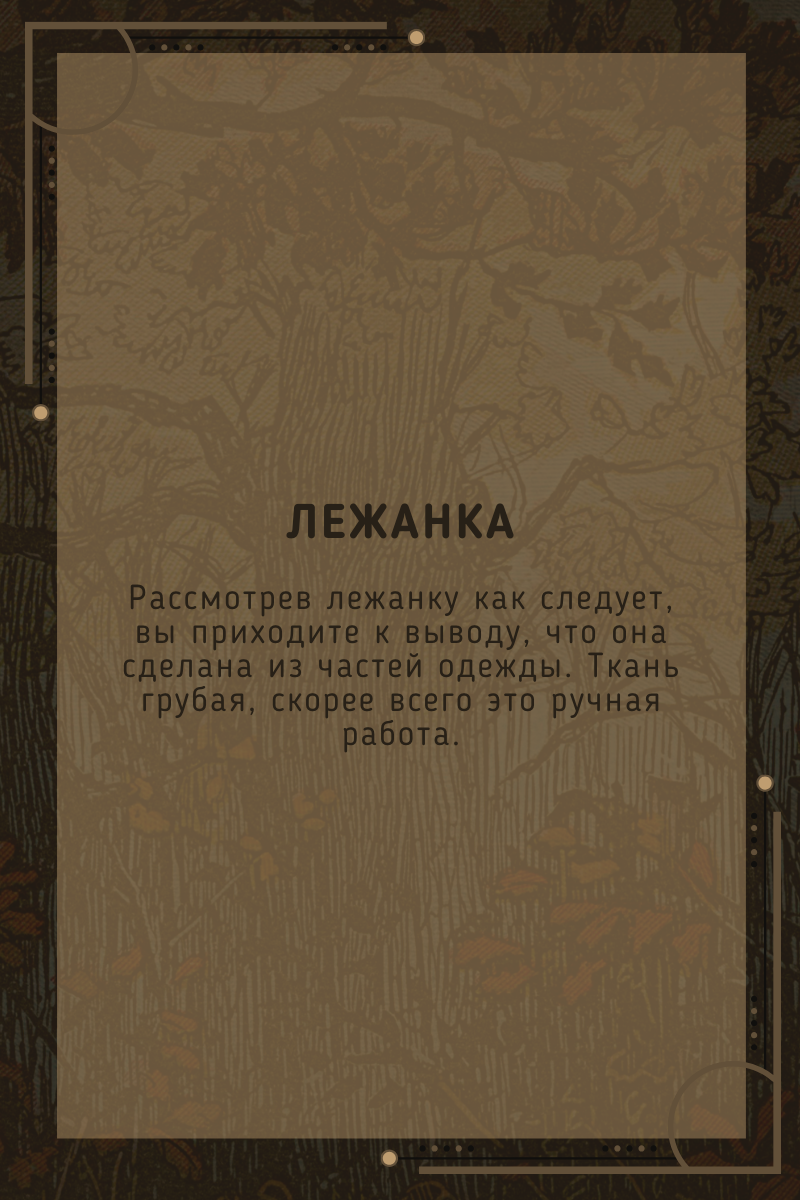 ЛЕЖАНКА
Рассмотрев лежанку как следует,
вы приходите к выводу, что она
сделана из частей одежды. Ткань
грубая, скорее всего это ручная
работа.